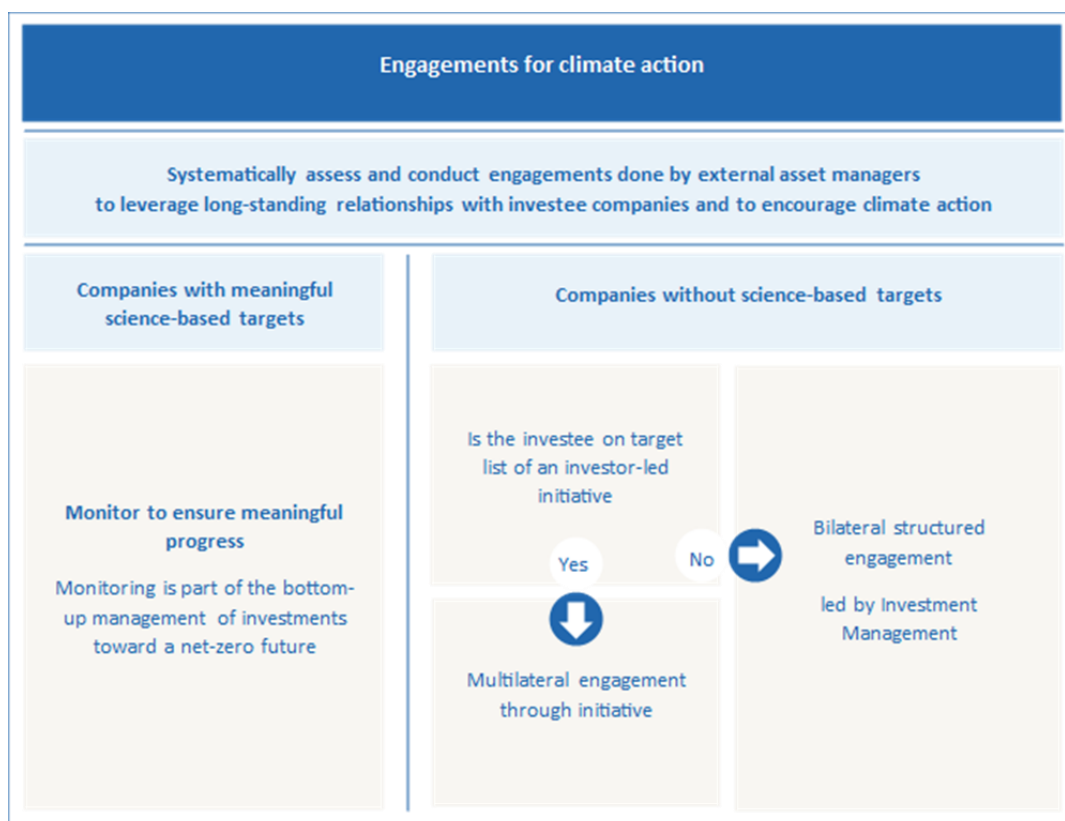 Engagements for climate action
Systematically assess and conduct engagements done by external asset managers
to leverage long-standing relationships with investee companies and to encourage climate action
Companies with meaningful
science-based targets
Companies without science-based targets
Monitor to ensure meaningful
progress
Monitoring is part of the bottom-
up management of investments
toward a net-zero future
Is the investee on target
list of an investor-led
initiative
Yes
No
Multilateral engagement
through initiative
Bilateral structured
engagement
led by Investment
Management